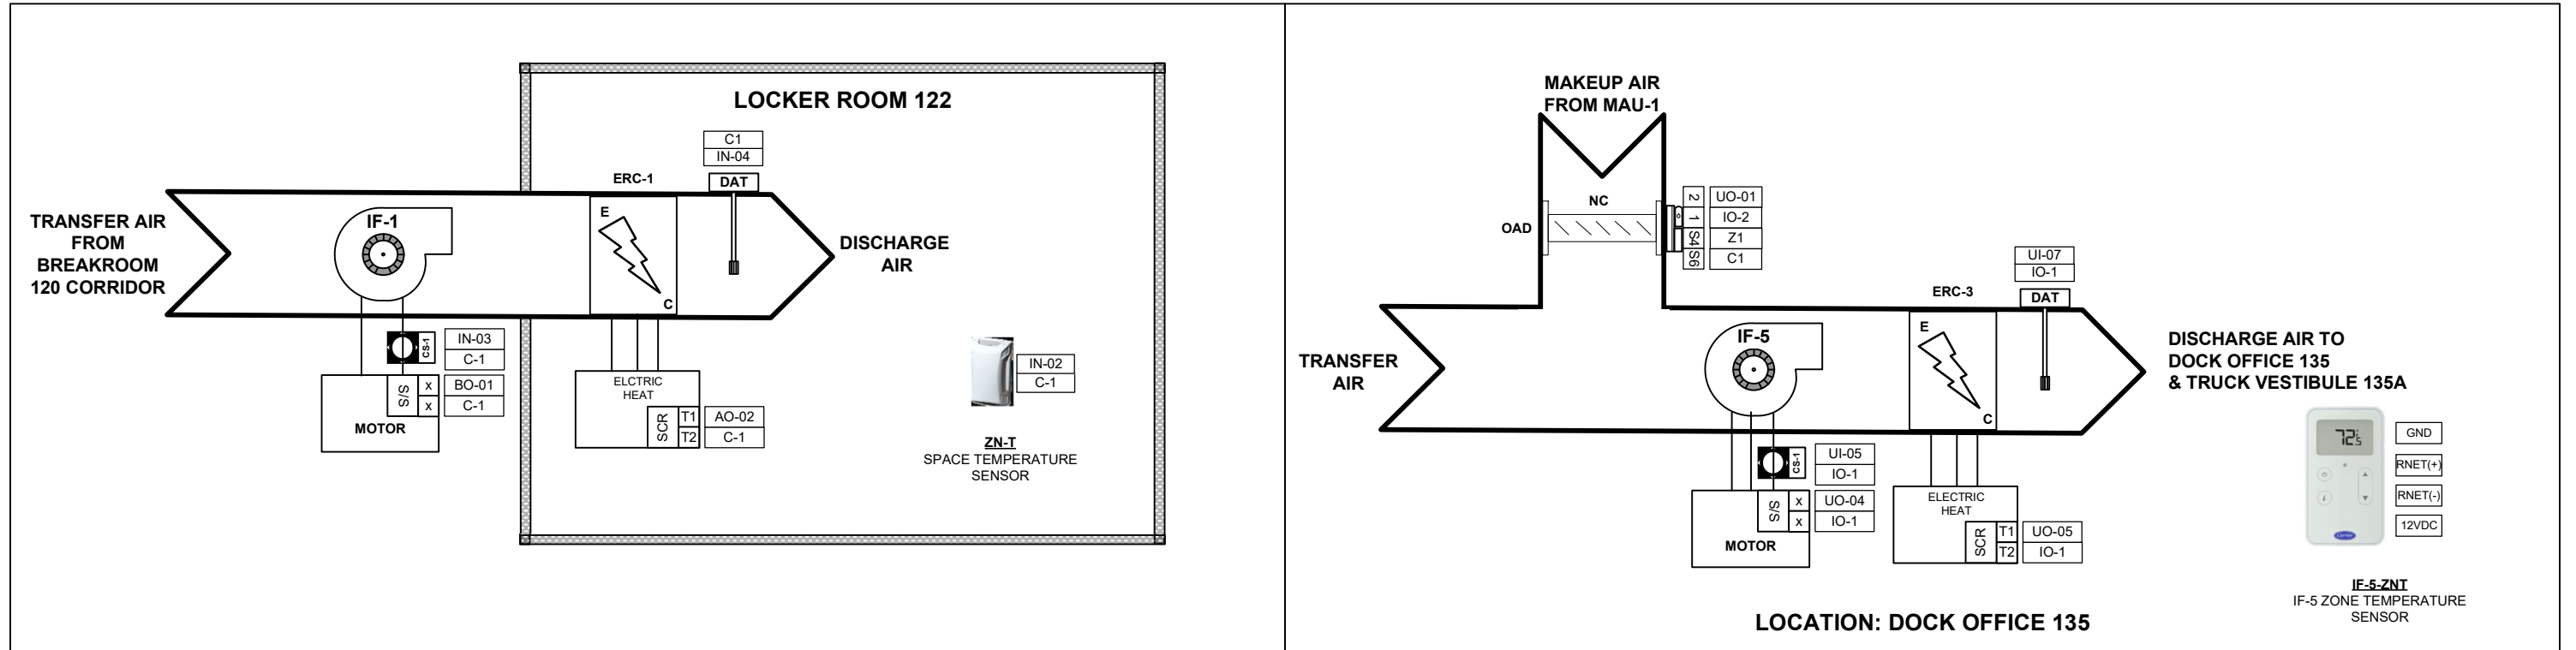 LOCKER ROOM 122
C1
IN-04
DAT
ERC-1
TRANSFER AIR
FROM
BREAKROOM
120 CORRIDOR
IF-1
E
C
DISCHARGE
AIR
CS-1
IN-03
C-1
S/S
x
x
BO-01
C-1
MOTOR
ELCTRIC
HEAT
SCR
T1
T2
AO-02
C-1
IN-02
C-1
ZN-T
SPACE TEMPERATURE
SENSOR
MAKEUP AIR
FROM MAU-1
NC
OAD
2
1
S4
S6
UO-01
IO-2
Z1
C1
UI-07
IO-1
DAT
ERC-3
TRANSFER
AIR
IF-5
E
C
DISCHARGE AIR TO
DOCK OFFICE 135
& TRUCK VESTIBULE 135A
CS-1
UI-05
IO-1
S/S
x
x
UO-04
IO-1
MOTOR
ELECTRIC
HEAT
SCR
T1
T2
UO-05
IO-1
72.5
GND
RNET(+)
RNET(-)
12VDC
Carrier
IF-5-ZNT
IF-5 ZONE TEMPERATURE
SENSOR
LOCATION: DOCK OFFICE 135